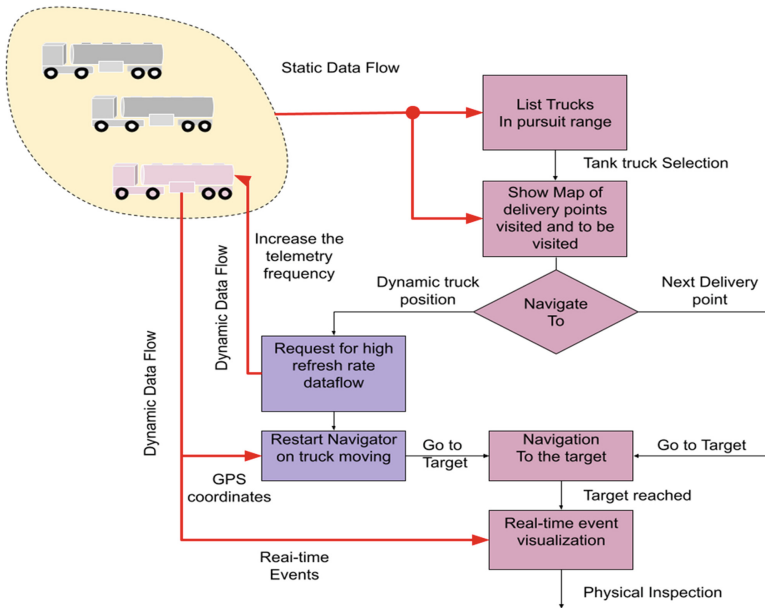 Static Data Flow
List Trucks
In pursuit range
Tank truck Selection
Show Map of
delivery points
visited and to be
visited
Increase the
telemetry
frequency
Dynamic Data Flow
Dynamic truck
position
Navigate
To
Next Delivery
point
Request for high
refresh rate
dataflow
Dynamic Data Flow
Restart Navigator
on truck moving
Go to
Target
Navigation
To the target
Go to Target
GPS
coordinates
Target reached
Real-time event
visualization
Reai-time
Events
Physical Inspection